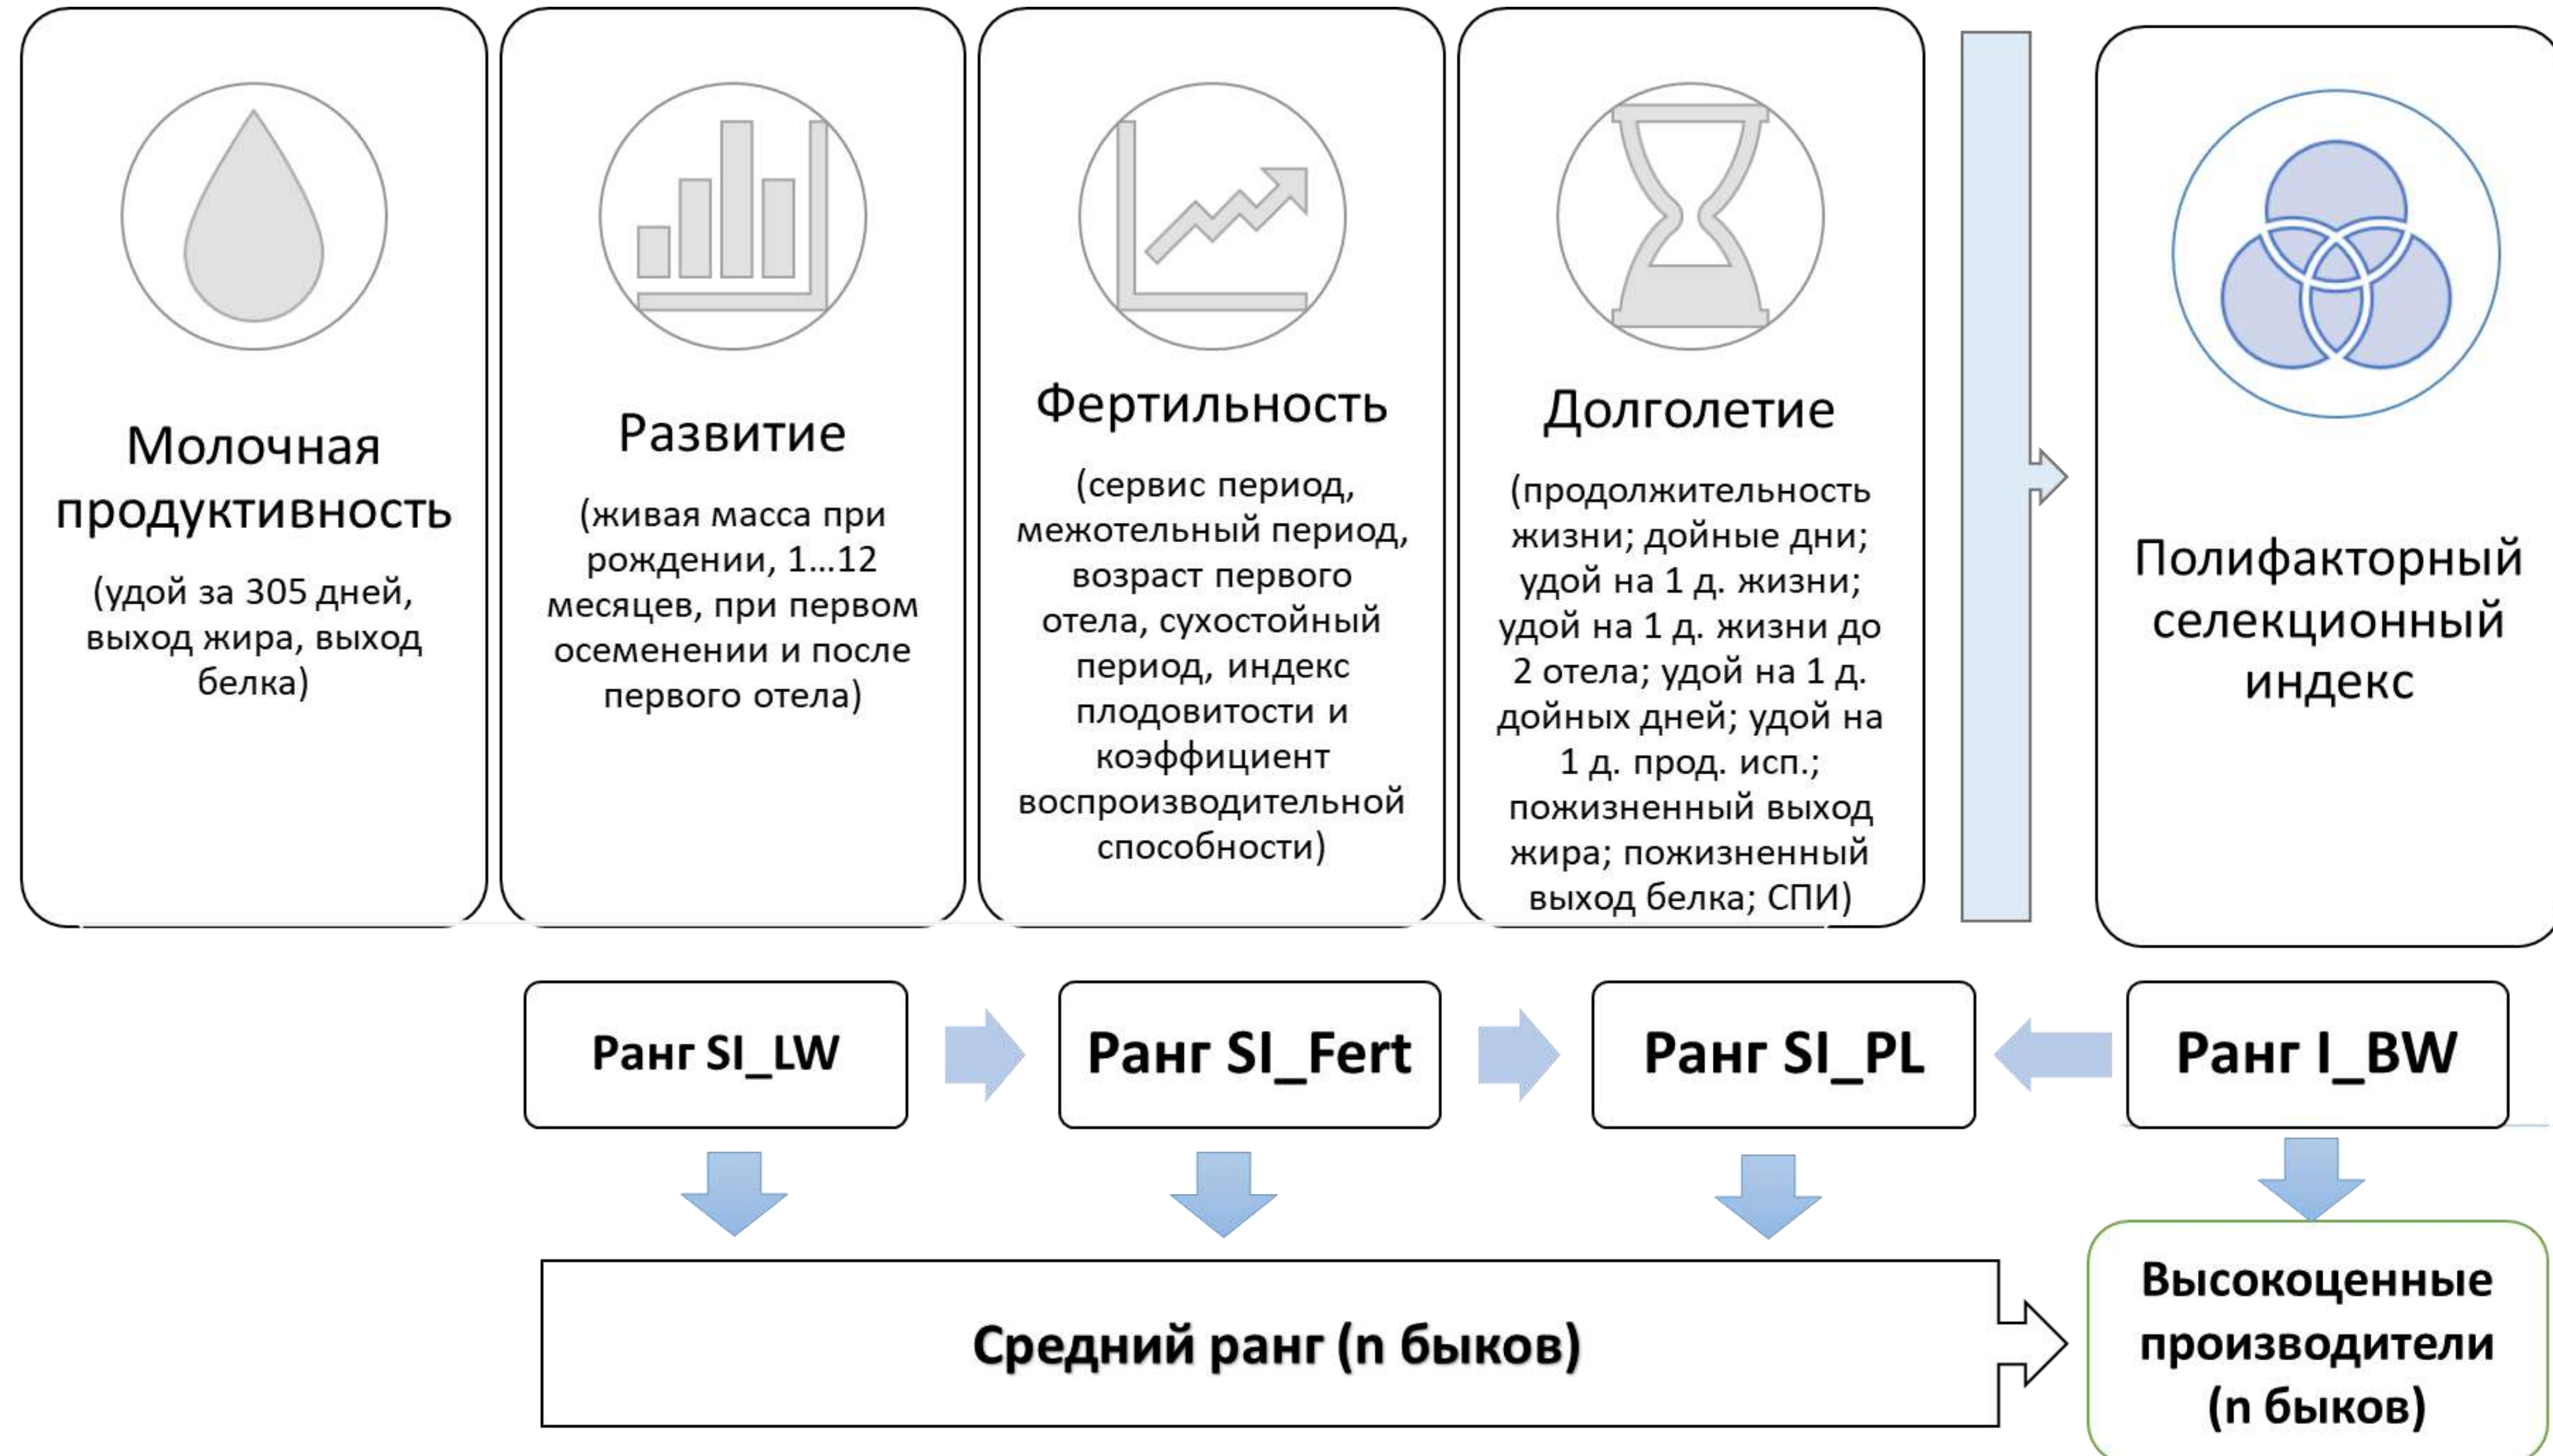 Молочная
продуктивность
(удой за 305 дней,
выход жира, выход
белка)
Развитие
(живая масса при
рождении, 1...12
месяцев, при первом
осеменении и после
первого отела)
Фертильность
(сервис период,
межотельный период,
возраст первого
отела, сухостойный
период, индекс
плодовитости и
коэффициент
воспроизводительной
способности)
Долголетие
(продолжительность
жизни; дойные дни;
удой на 1 д. жизни;
удой на 1 д. жизни до
2 отела; удой на 1 д.
дойных дней; удой на
1 д. прод. исп.;
пожизненный выход
жира; пожизненный
выход белка; СПИ)
Полифакторный
селекционный
индекс
Ранг SI_LW
Ранг SI_Fert
Ранг SI_PL
Ранг I_BW
Средний ранг (n быков)
Высокоценные
производители
(n быков)